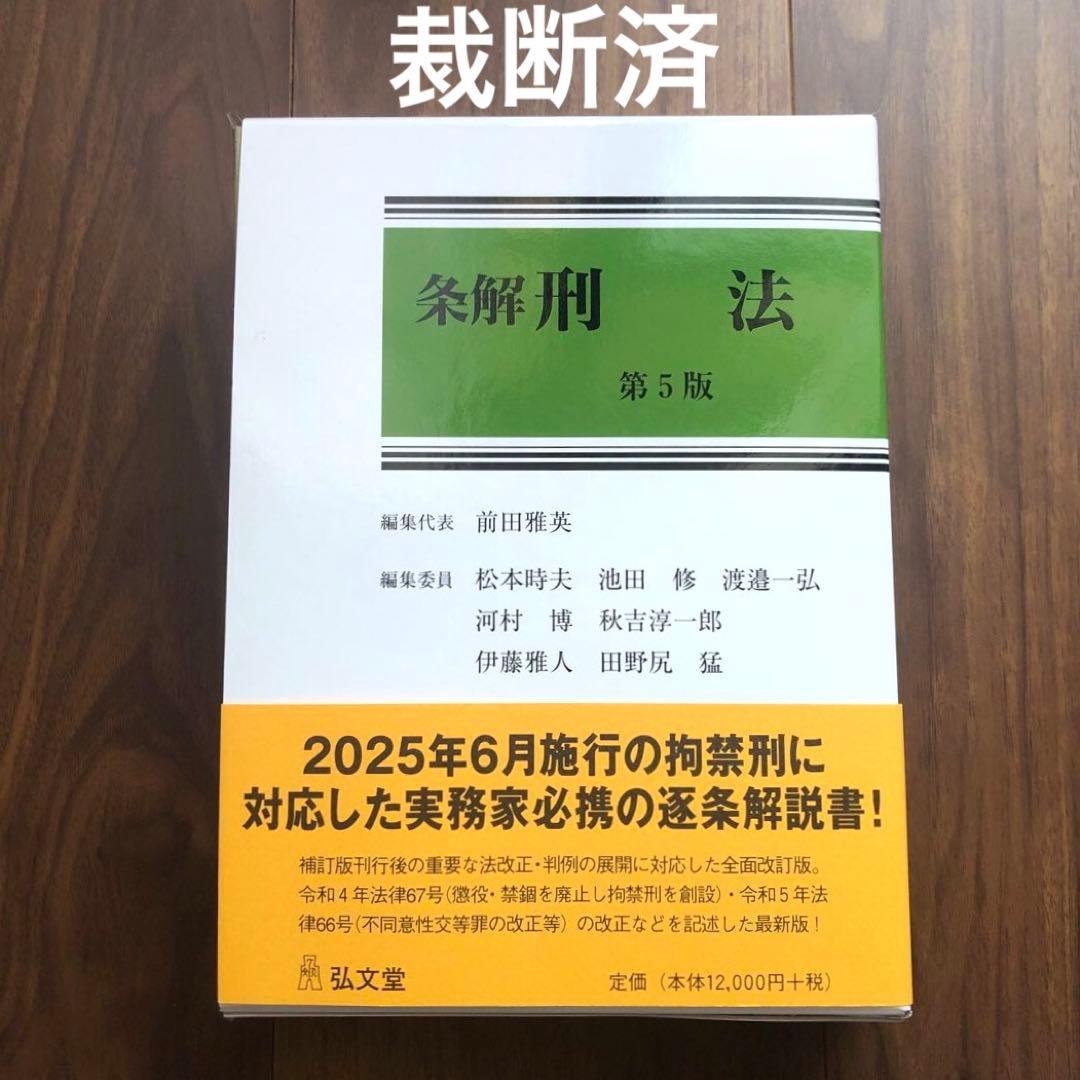 裁断済
条解刑 法
第5版
編集代表 前田雅英
編集委員 松本時夫 池田 修 渡邉一弘
河村 博 秋吉淳一郎
伊藤雅人 田野尻 猛
2025年6月施行の拘禁刑に
対応した実務家必携の逐条解説書!
補訂版刊行後の重要な法改正・判例の展開に対応した全面改訂版。
令和4年法律67号(懲役・禁錮を廃止し拘禁刑を創設)・令和5年法
律66号(不同意性交等罪の改正等)の改正などを記述した最新版!
弘文堂 定価(本体12,000円+税)